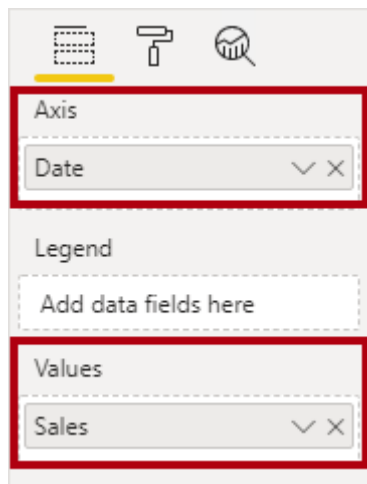 Axis
Date
Legend
Add data fields here
Values
Sales